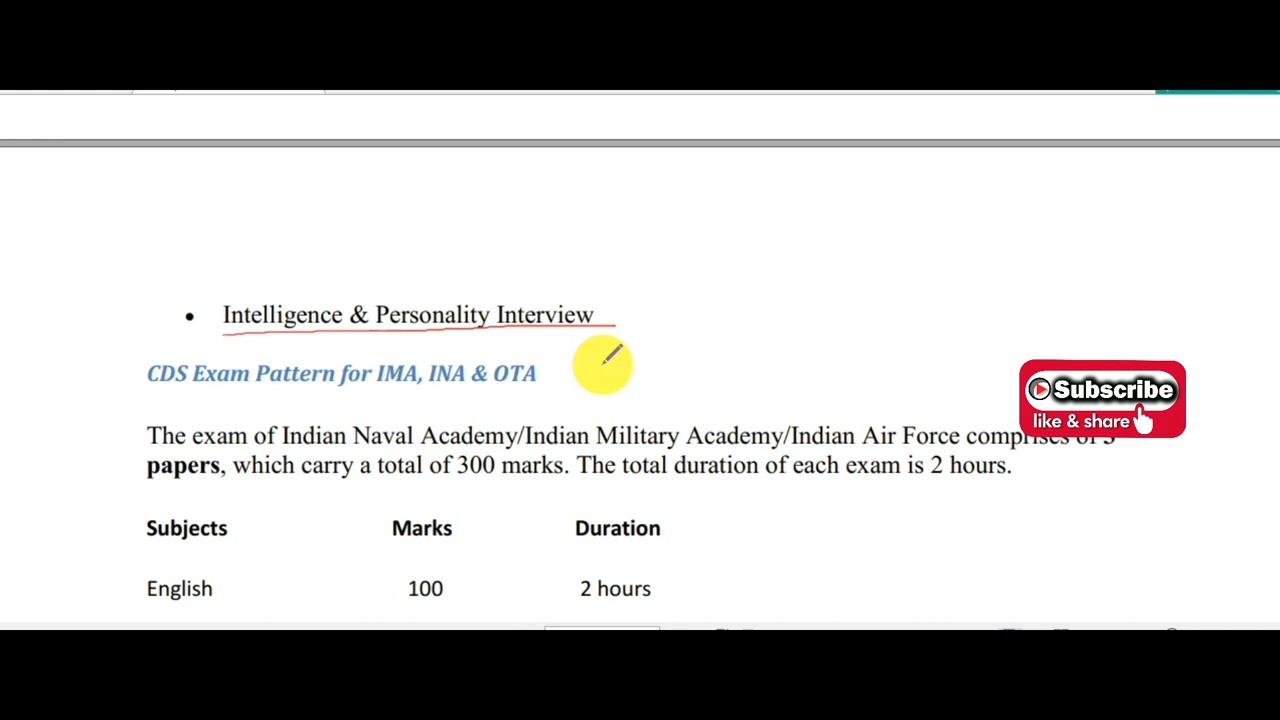 Intelligence & Personality Interview
CDS Exam Pattern for IMA, INA & OTA
Subscribe
like & share
The exam of Indian Naval Academy/Indian Military Academy/Indian Air Force comprises of 3
papers, which carry a total of 300 marks. The total duration of each exam is 2 hours.
Subjects Marks Duration
English 100 2 hours